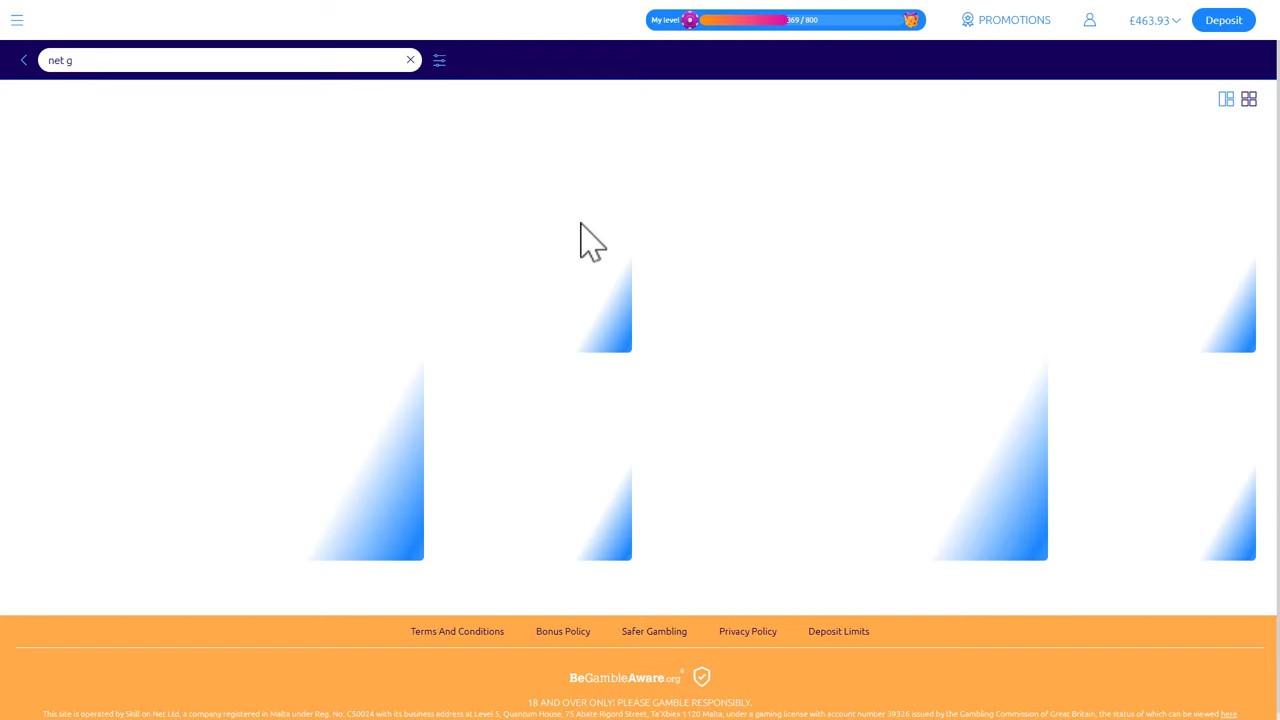 My level 9 369 / 800 PROMOTIONS £463.93 Deposit
net g
Terms And Conditions Bonus Policy Safer Gambling Privacy Policy Deposit Limits
BeGambleAware.org®
18 AND OVER ONLY! PLEASE GAMBLE RESPONSIBLY.
This site is operated by Skill on Net Ltd, a company registered in Malta under Reg. No. C50024 with its business address at Level 5, Quantum House, 75 Abate Rigord Street, Ta'Xbiex 1120 Malta, under a gaming license with account number 39326 issued by the Gambling Commission of Great Britain, the status of which can be viewed here